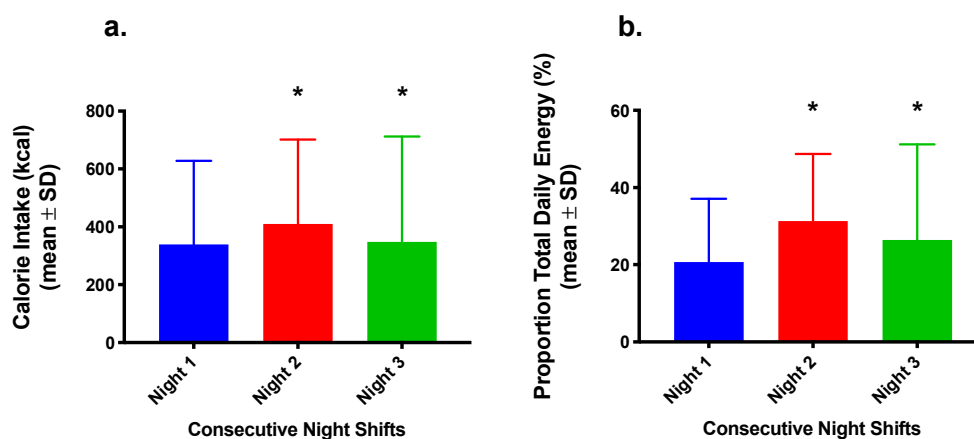 a.
Calorie Intake (kcal)
(mean ± SD)
800
600
400
200
0
*
*
Night 1
Night 2
Night 3
Consecutive Night Shifts
b.
Proportion Total Daily Energy (%)
(mean ± SD)
60
40
20
0
*
*
Night 1
Night 2
Night 3
Consecutive Night Shifts